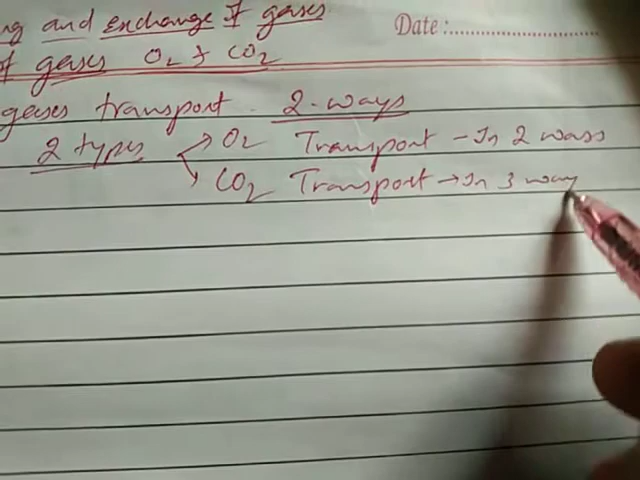 and exchange of gases
Date:
of gases O2 & CO2
gases transport. 2-ways
2 types → O2 Transport - In 2 wass
→ CO2 Transport → In 3 way